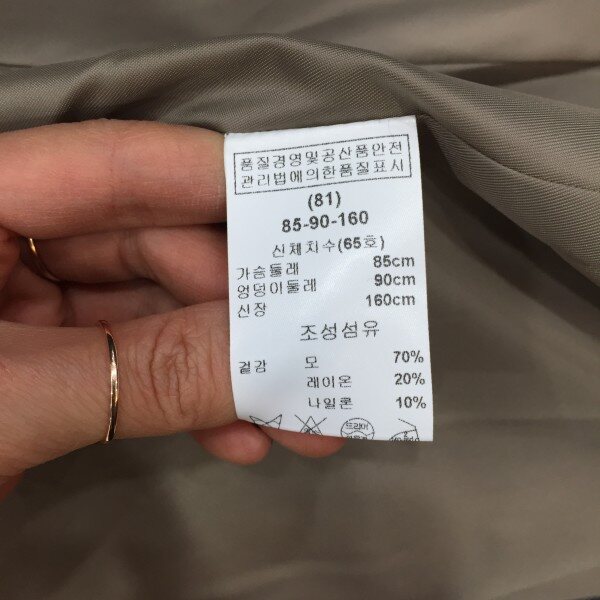 품질경영및공산품안전
관리법에의한품질표시
(81)
85-90-160
신체치수(65호)
가슴둘레 85cm
엉덩이둘레 90cm
신장 160cm
조성섬유
겉감 모 70%
레이온 20%
나일론 10%
드라이